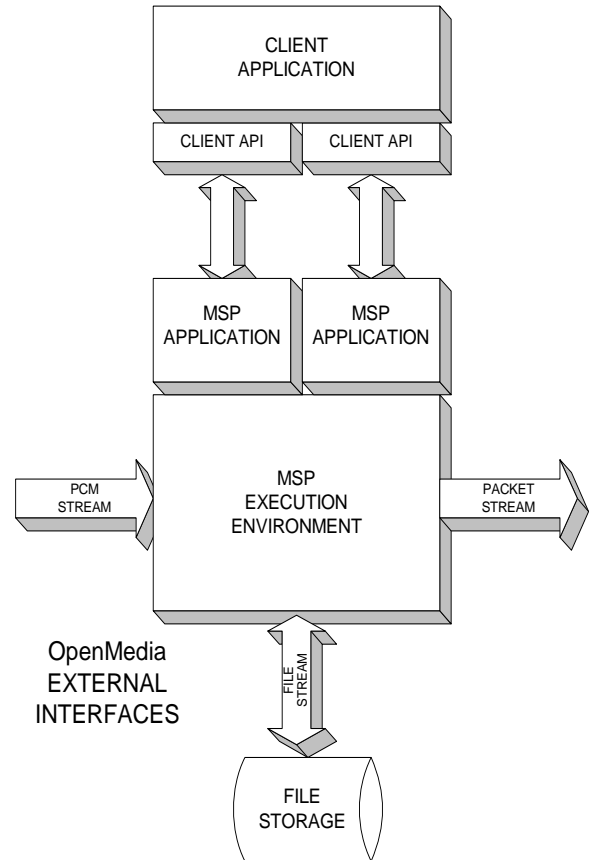 CLIENT
APPLICATION
CLIENT API
CLIENT API
MSP
APPLICATION
MSP
APPLICATION
PCM
STREAM
MSP
EXECUTION
ENVIRONMENT
PACKET
STREAM
OpenMedia
EXTERNAL
INTERFACES
FILE
STREAM
FILE
STORAGE